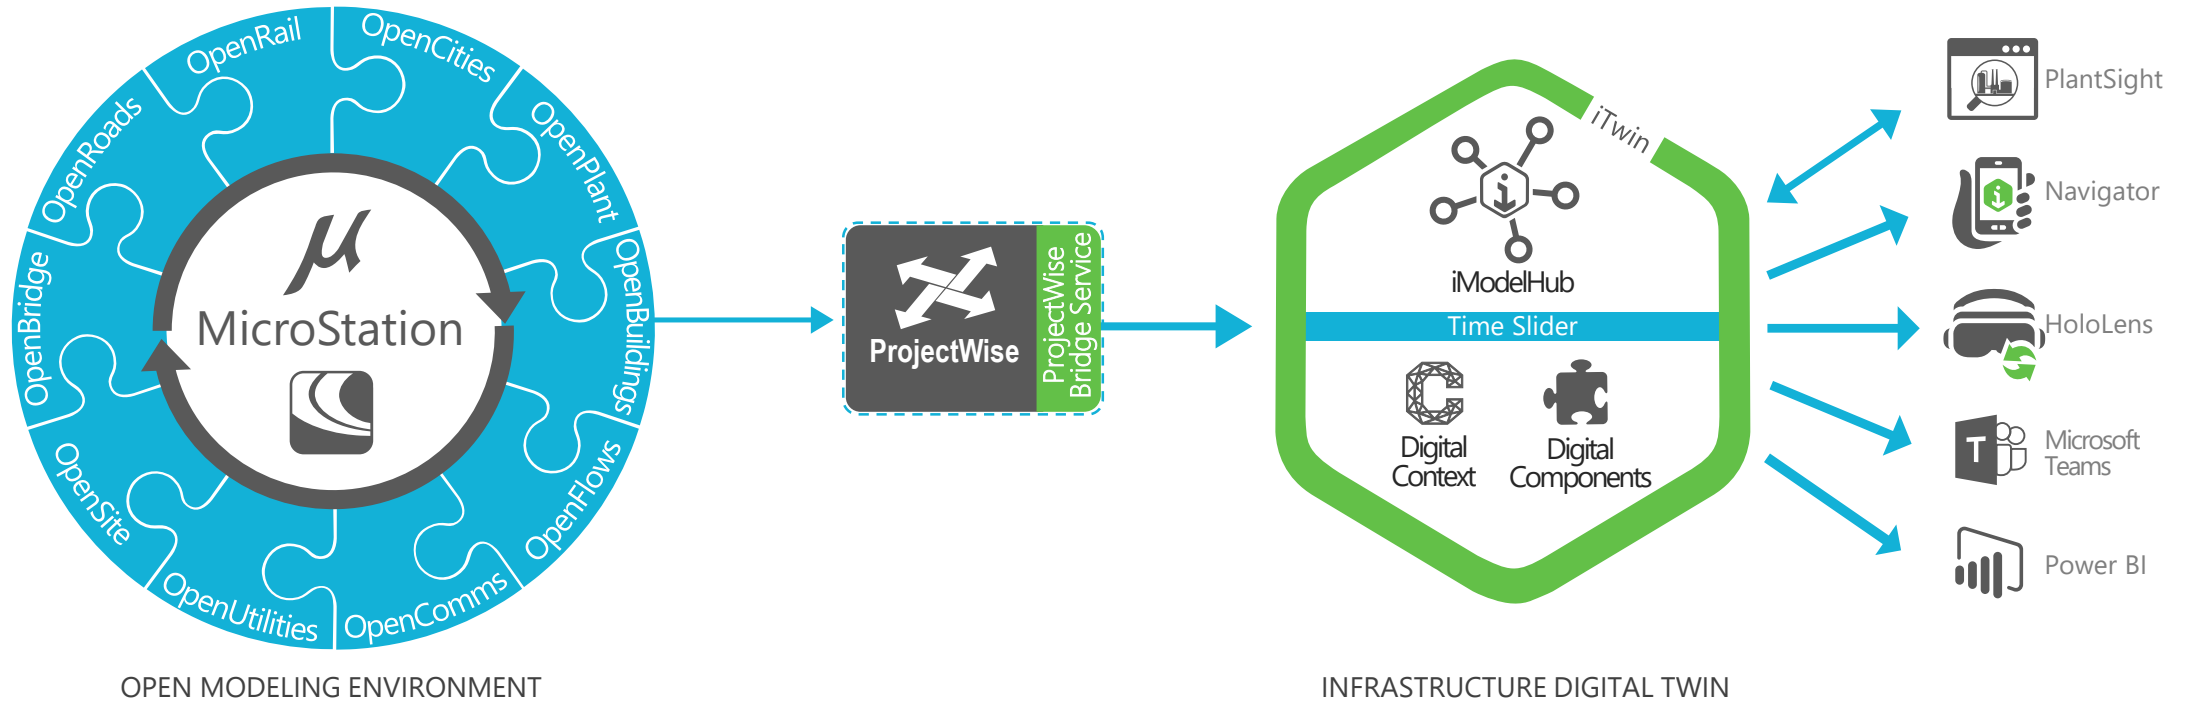 OpenRail
OpenCities
OpenPlant
OpenBuildings
OpenFlows
OpenComms
OpenUtilities
OpenSite
OpenBridge
OpenRoads
μ
MicroStation
OPEN MODELING ENVIRONMENT
ProjectWise
ProjectWise
Bridge Service
iTwin
i
iModelHub
Time Slider
C
Digital
Context
Digital
Components
INFRASTRUCTURE DIGITAL TWIN
PlantSight
i
Navigator
HoloLens
T
Microsoft
Teams
Power BI